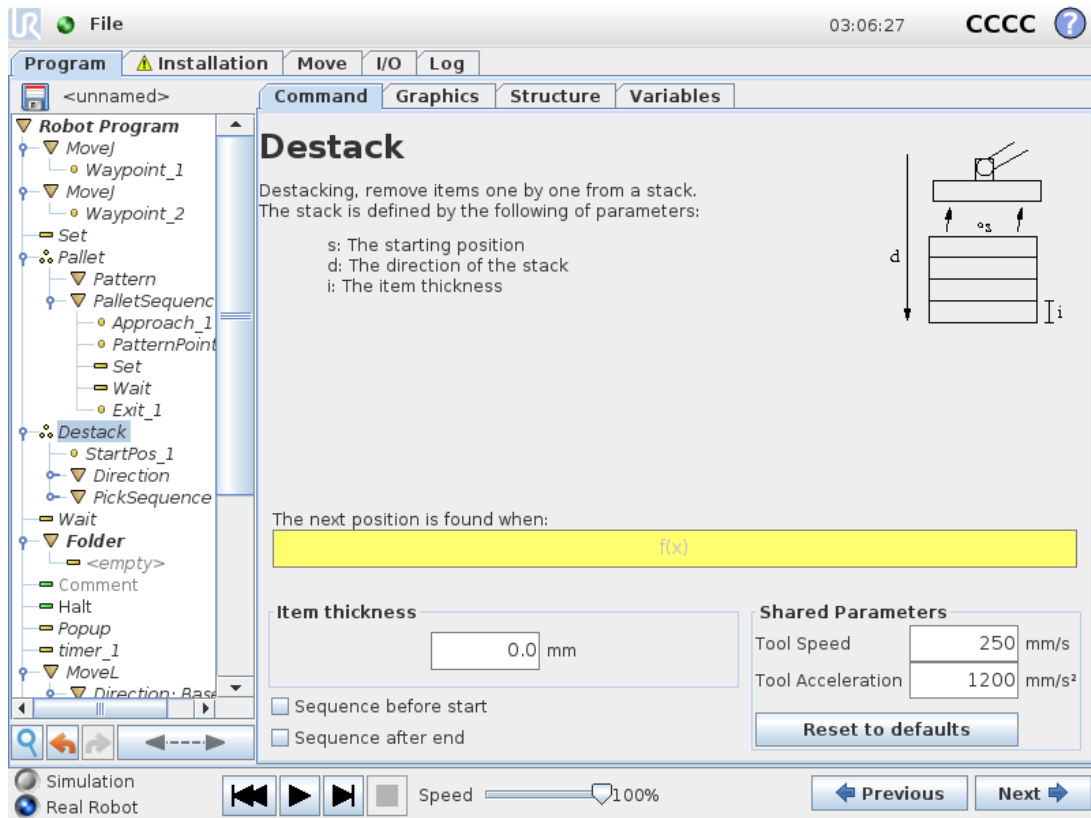 UR File 03:06:27 CCCC ?
Program Installation Move I/O Log
<unnamed> Command Graphics Structure Variables
Robot Program
MoveJ
Waypoint_1
MoveJ
Waypoint_2
Set
Pallet
Pattern
PalletSequenc
Approach_1
PatternPoint
Set
Wait
Exit_1
Destack
StartPos_1
Direction
PickSequence
Wait
Folder
<empty>
Comment
Halt
Popup
timer_1
MoveL
Direction: Base
Destack
Destacking, remove items one by one from a stack.
The stack is defined by the following of parameters:
s: The starting position
d: The direction of the stack
i: The item thickness
s
d
i
The next position is found when:
f(x)
Item thickness
0.0 mm
Sequence before start
Sequence after end
Shared Parameters
Tool Speed 250 mm/s
Tool Acceleration 1200 mm/s²
Reset to defaults
Simulation
Real Robot
Speed 100%
Previous Next